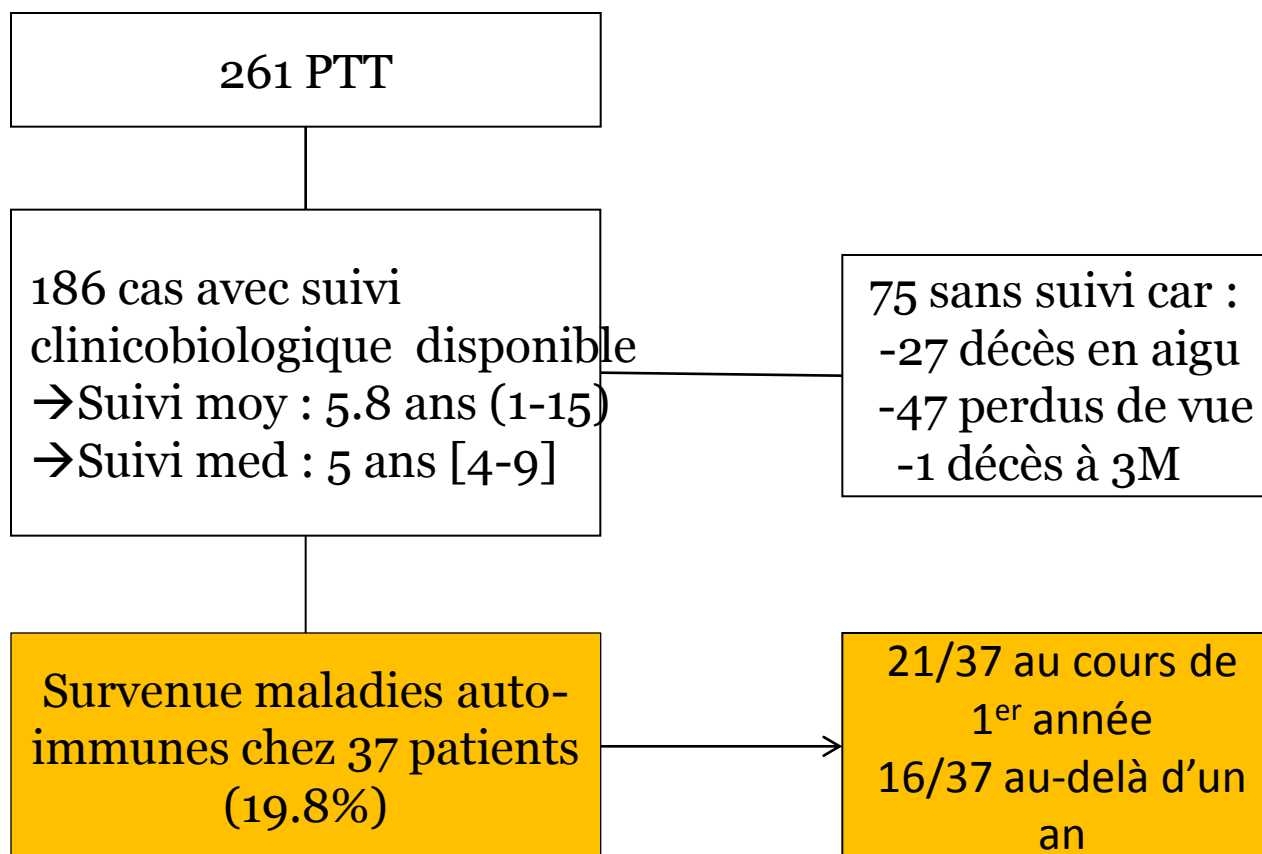 261 PTT
186 cas avec suivi
clinicobiologique disponible
→Suivi moy : 5.8 ans (1-15)
→Suivi med : 5 ans [4-9]
75 sans suivi car :
-27 décès en aigu
-47 perdus de vue
-1 décès à 3M
Survenue maladies auto-
immunes chez 37 patients
(19.8%)
21/37 au cours de
1er année
16/37 au-delà d’un
an